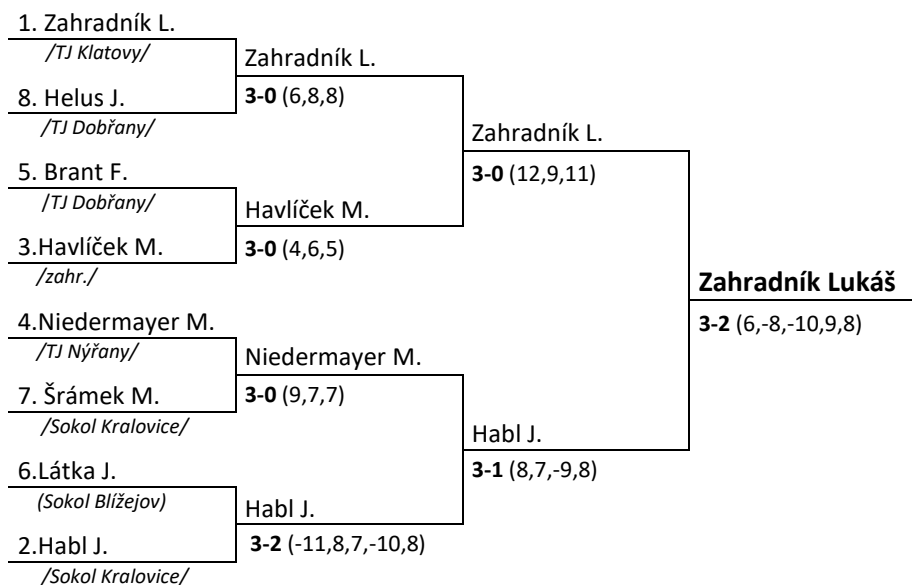 1. Zahradník L.
/TJ Klatovy/
Zahradník L.
8. Helus J.
3-0 (6,8,8)
/TJ Dobřany/
Zahradník L.
5. Brant F.
3-0 (12,9,11)
/TJ Dobřany/
Havlíček M.
3.Havlíček M.
3-0 (4,6,5)
/zahr./
Zahradník Lukáš
4.Niedermayer M.
3-2 (6,-8,-10,9,8)
/TJ Nýřany/
Niedermayer M.
7. Šrámek M.
3-0 (9,7,7)
/Sokol Kralovice/
Habl J.
6.Látka J.
3-1 (8,7,-9,8)
(Sokol Blížejov)
Habl J.
2.Habl J.
3-2 (-11,8,7,-10,8)
/Sokol Kralovice/